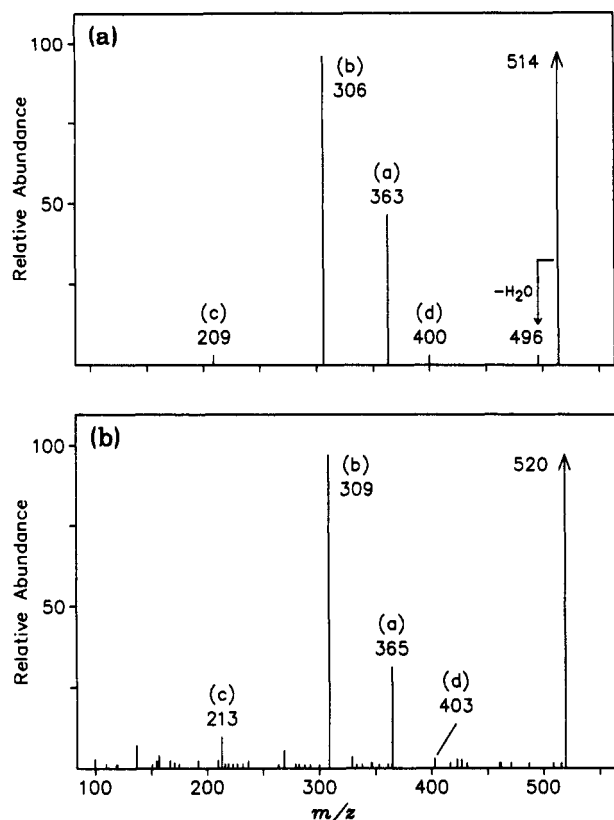 (a)
Relative Abundance
100
50
(b)
306
514
(a)
363
-H₂O
(c)
209
(d)
400
496
(b)
Relative Abundance
100
50
(b)
309
520
(a)
365
(c)
213
(d)
403
100 200 300 400 500
m/z